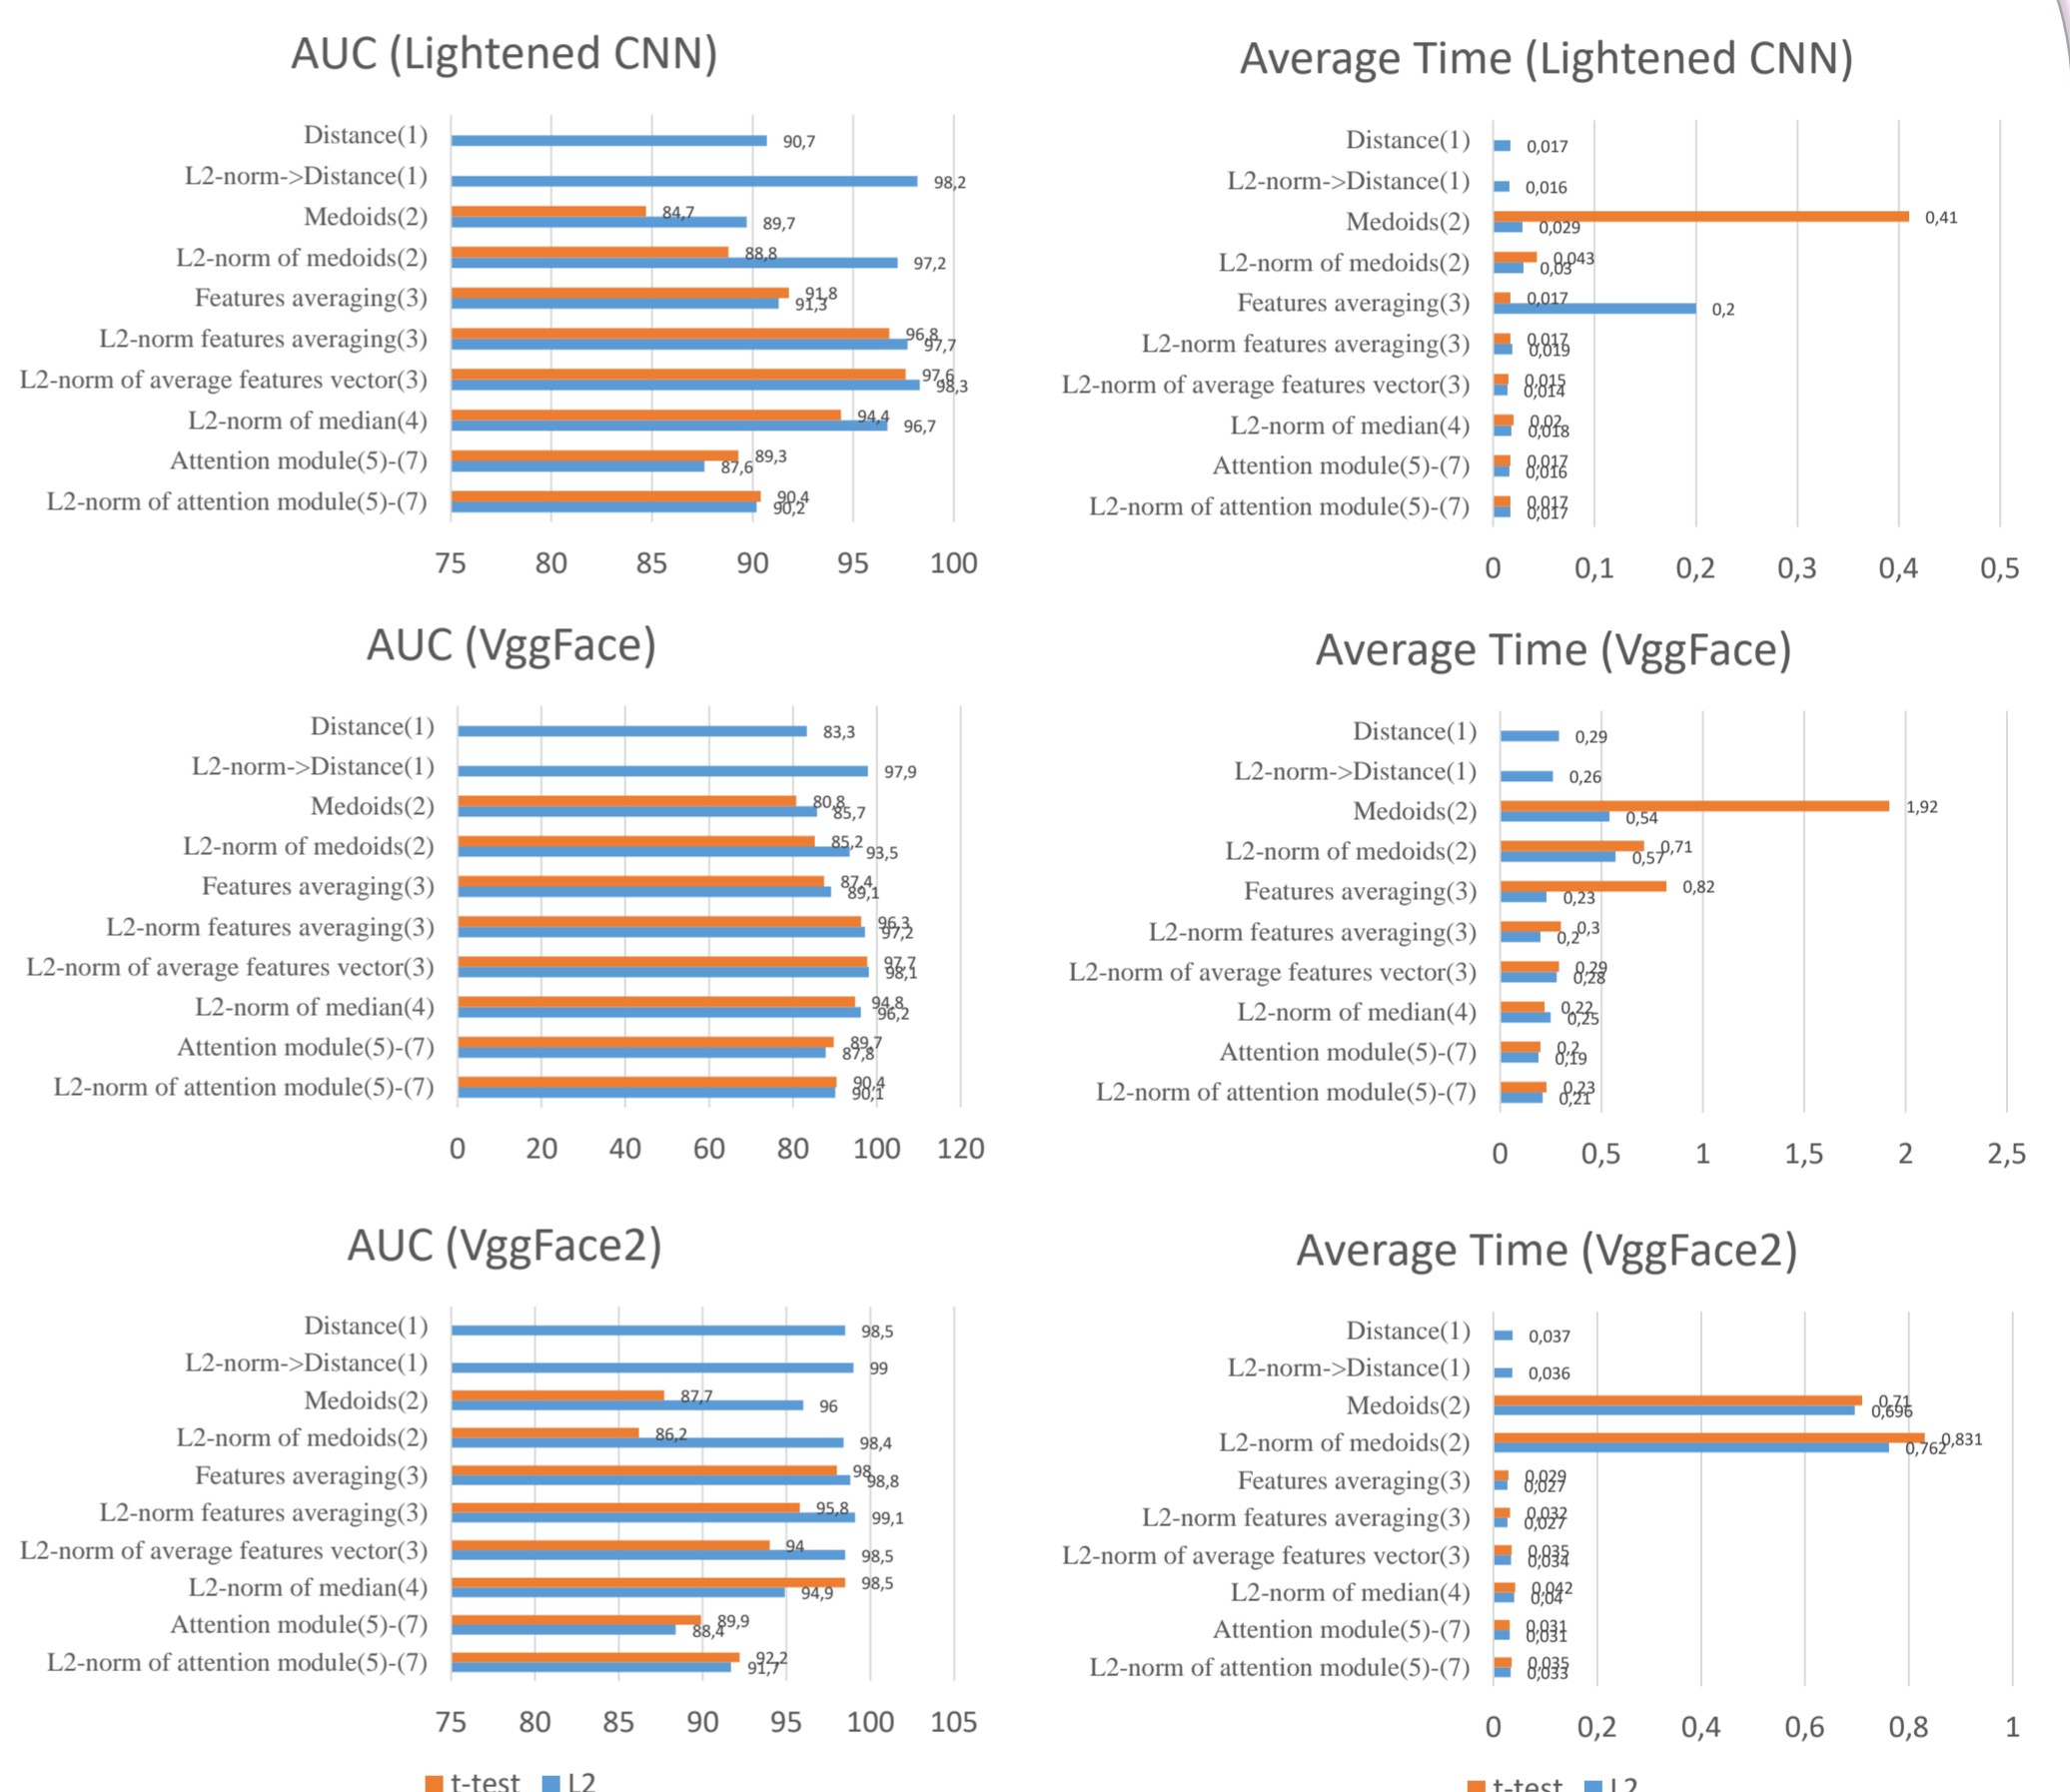 AUC (Lightened CNN)
Distance(1) 90,7
L2-norm->Distance(1) 98,2
Medoids(2) 84,7 89,7
L2-norm of medoids(2) 88,8 97,2
Features averaging(3) 91,8 91,3
L2-norm features averaging(3) 96,8 97,7
L2-norm of average features vector(3) 97,6 98,3
L2-norm of median(4) 94,4 96,7
Attention module(5)-(7) 89,3 87,6
L2-norm of attention module(5)-(7) 90,4 90,2
75 80 85 90 95 100
Average Time (Lightened CNN)
Distance(1) 0,017
L2-norm->Distance(1) 0,016
Medoids(2) 0,41 0,029
L2-norm of medoids(2) 0,043 0,03
Features averaging(3) 0,017 0,2
L2-norm features averaging(3) 0,017 0,019
L2-norm of average features vector(3) 0,015 0,014
L2-norm of median(4) 0,02 0,018
Attention module(5)-(7) 0,017 0,016
L2-norm of attention module(5)-(7) 0,017 0,017
0 0,1 0,2 0,3 0,4 0,5
AUC (VggFace)
Distance(1) 83,3
L2-norm->Distance(1) 97,9
Medoids(2) 80,8 85,7
L2-norm of medoids(2) 85,2 93,5
Features averaging(3) 87,4 89,1
L2-norm features averaging(3) 96,3 97,2
L2-norm of average features vector(3) 97,7 98,1
L2-norm of median(4) 94,8 96,2
Attention module(5)-(7) 89,7 87,8
L2-norm of attention module(5)-(7) 90,4 90,1
0 20 40 60 80 100 120
Average Time (VggFace)
Distance(1) 0,29
L2-norm->Distance(1) 0,26
Medoids(2) 1,92 0,54
L2-norm of medoids(2) 0,71 0,57
Features averaging(3) 0,82 0,23
L2-norm features averaging(3) 0,3 0,2
L2-norm of average features vector(3) 0,29 0,28
L2-norm of median(4) 0,22 0,25
Attention module(5)-(7) 0,2 0,19
L2-norm of attention module(5)-(7) 0,23 0,21
0 0,5 1 1,5 2 2,5
AUC (VggFace2)
Distance(1) 98,5
L2-norm->Distance(1) 99
Medoids(2) 87,7 96
L2-norm of medoids(2) 86,2 98,4
Features averaging(3) 98 98,8
L2-norm features averaging(3) 95,8 99,1
L2-norm of average features vector(3) 94 98,5
L2-norm of median(4) 98,5 94,9
Attention module(5)-(7) 89,9 88,4
L2-norm of attention module(5)-(7) 92,2 91,7
75 80 85 90 95 100 105
t-test L2
Average Time (VggFace2)
Distance(1) 0,037
L2-norm->Distance(1) 0,036
Medoids(2) 0,71 0,696
L2-norm of medoids(2) 0,831 0,762
Features averaging(3) 0,029 0,027
L2-norm features averaging(3) 0,032 0,027
L2-norm of average features vector(3) 0,035 0,034
L2-norm of median(4) 0,042 0,04
Attention module(5)-(7) 0,031 0,031
L2-norm of attention module(5)-(7) 0,035 0,033
0 0,2 0,4 0,6 0,8 1
t-test L2